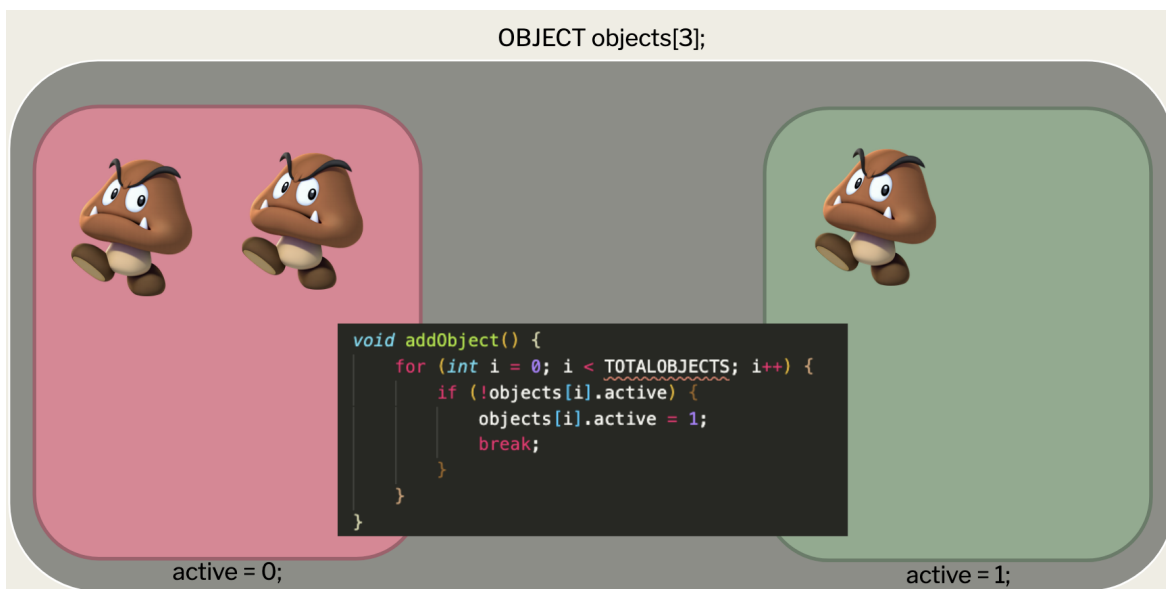 OBJECT objects[3];
void addObject() {
for (int i = 0; i < TOTALOBJECTS; i++) {
if (!objects[i].active) {
objects[i].active = 1;
break;
}
}
}
active = 0;
active = 1;